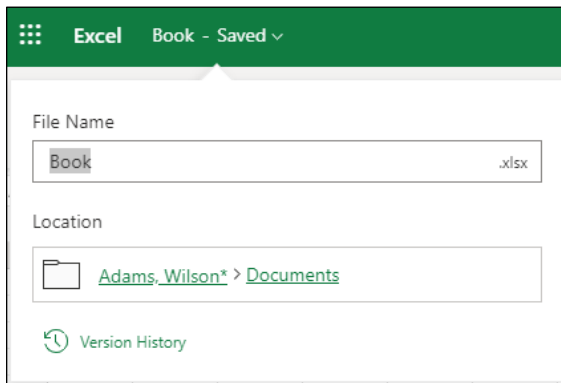 Excel Book - Saved
File Name
Book .xlsx
Location
Adams, Wilson* > Documents
Version History